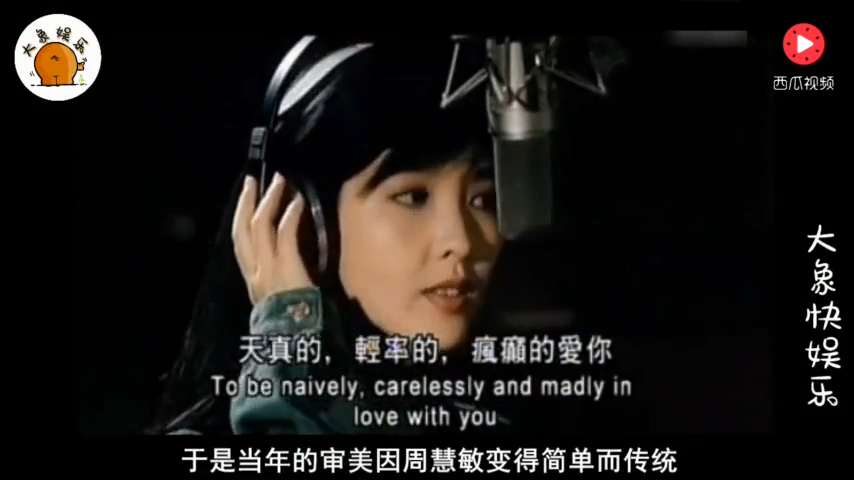 大象娱乐
西瓜视频
大象快娱乐
天真的，輕率的，瘋癲的愛你
To be naively, carelessly and madly in
love with you
于是当年的审美因周慧敏变得简单而传统